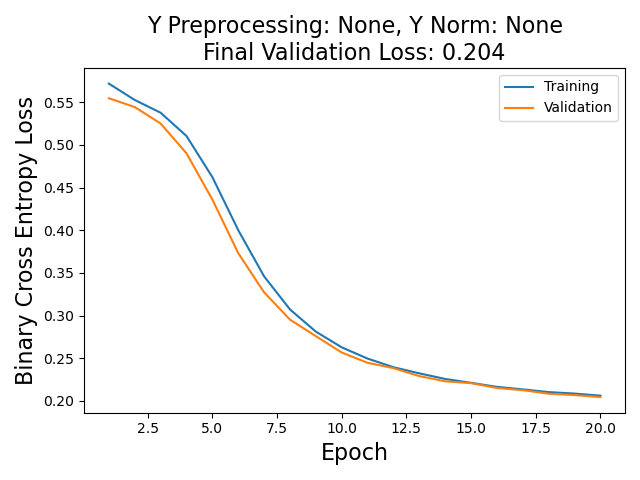 Y Preprocessing: None, Y Norm: None
Final Validation Loss: 0.204
Training
Validation
Binary Cross Entropy Loss
0.55
0.50
0.45
0.40
0.35
0.30
0.25
0.20
2.5 5.0 7.5 10.0 12.5 15.0 17.5 20.0
Epoch